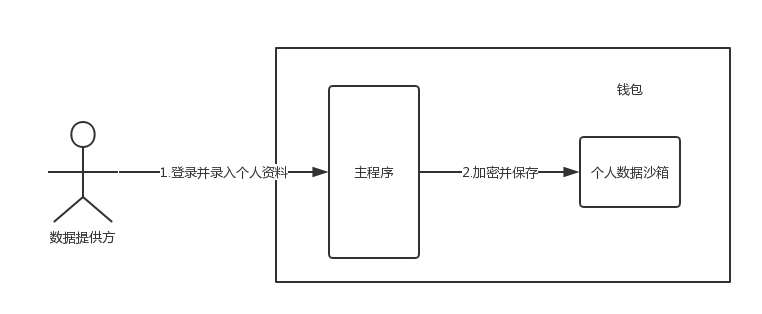 钱包
1.登录并录入个人资料
主程序
2.加密并保存
个人数据沙箱
数据提供方